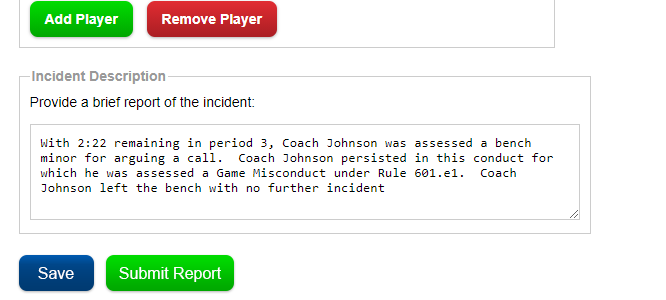 Add Player Remove Player
Incident Description
Provide a brief report of the incident:
With 2:22 remaining in period 3, Coach Johnson was assessed a bench
minor for arguing a call.  Coach Johnson persisted in this conduct for
which he was assessed a Game Misconduct under Rule 601.e1.  Coach
Johnson left the bench with no further incident
Save Submit Report